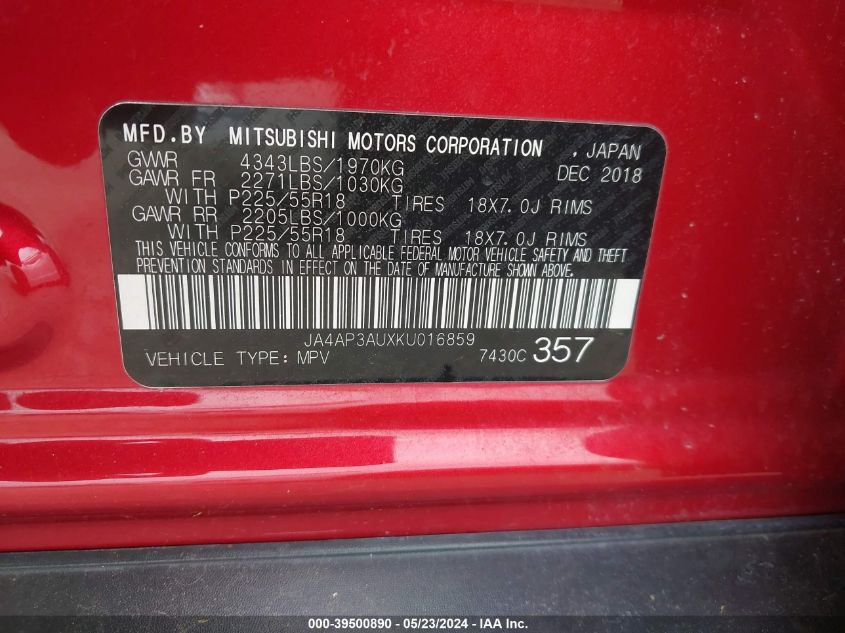 MFD.BY MITSUBISHI MOTORS CORPORATION , JAPAN
GVWR 4343LBS/1970KG DEC 2018
GAWR FR 2271LBS/1030KG
WITH P225/55R18 TIRES 18X7.0J RIMS
GAWR RR 2205LBS/1000KG
WITH P225/55R18 TIRES 18X7.0J RIMS
THIS VEHICLE CONFORMS TO ALL APPLICABLE FEDERAL MOTOR VEHICLE SAFETY AND THEFT
PREVENTION STANDARDS IN EFFECT ON THE DATE OF MANUFACTURE SHOWN ABOVE.
JA4AP3AUXKU016859
VEHICLE TYPE:MPV 7430C 357
000-39500890 - 05/23/2024 - IAAI.com